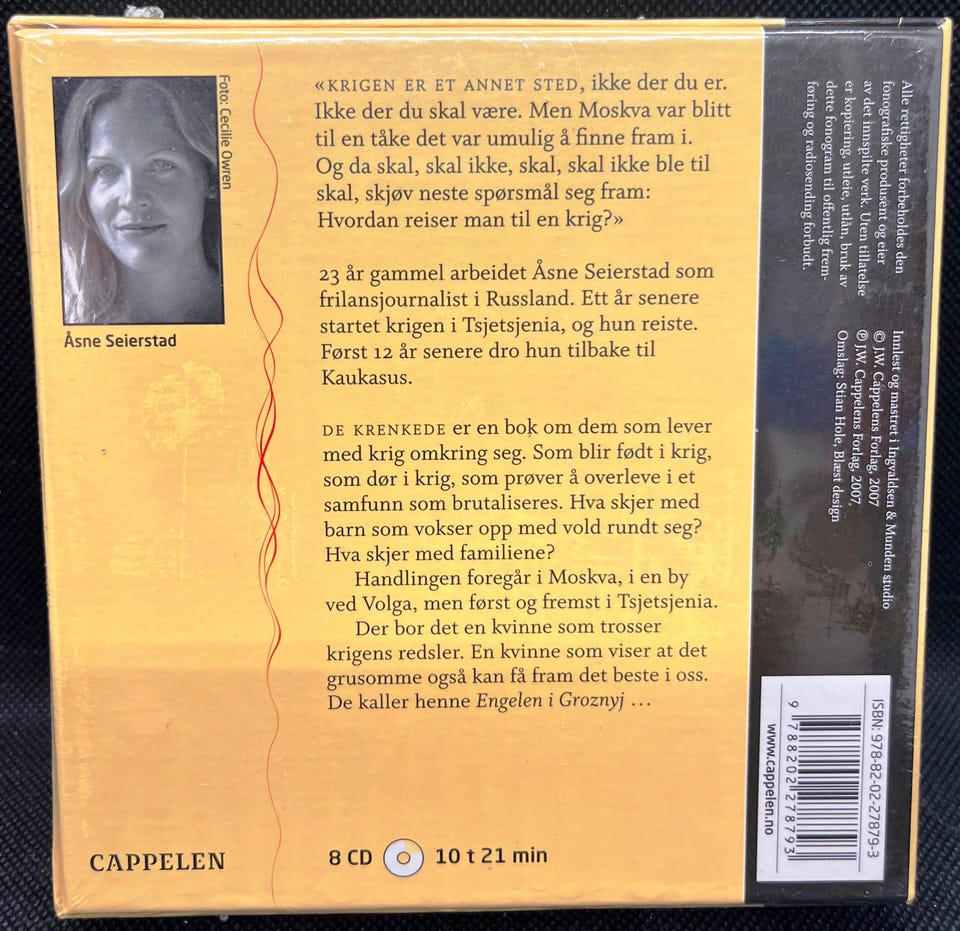 Foto: Cecilie Owren
Åsne Seierstad
«KRIGEN ER ET ANNET STED, ikke der du er.
Ikke der du skal være. Men Moskva var blitt
til en tåke det var umulig å finne fram i.
Og da skal, skal ikke, skal, skal ikke ble til
skal, skjøv neste spørsmål seg fram:
Hvordan reiser man til en krig?»
23 år gammel arbeidet Åsne Seierstad som
frilansjournalist i Russland. Ett år senere
startet krigen i Tsjetsjenia, og hun reiste.
Først 12 år senere dro hun tilbake til
Kaukasus.
DE KRENKEDE er en bok om dem som lever
med krig omkring seg. Som blir født i krig,
som dør i krig, som prøver å overleve i et
samfunn som brutaliseres. Hva skjer med
barn som vokser opp med vold rundt seg?
Hva skjer med familiene?
Handlingen foregår i Moskva, i en by
ved Volga, men først og fremst i Tsjetsjenia.
Der bor det en kvinne som trosser
krigens redsler. En kvinne som viser at det
grusomme også kan få fram det beste i oss.
De kaller henne Engelen i Groznyj ...
CAPPELEN
8 CD
10 t 21 min
Alle rettigheter forbeholdes den
fonografiske produsent og eier
av det innspilte verk. Uten tillatelse
er kopiering, utleie, utlån, bruk av
dette fonogram til offentlig frem-
føring og radiosending forbudt.
Innlest og mastret i Ingvaldsen & Munden studio
© J.W. Cappelens Forlag, 2007
℗ J.W. Cappelens Forlag, 2007.
Omslag: Stian Hole, Blæst design
ISBN: 978-82-02-27879-3
9 788202 278793
www.cappelen.no